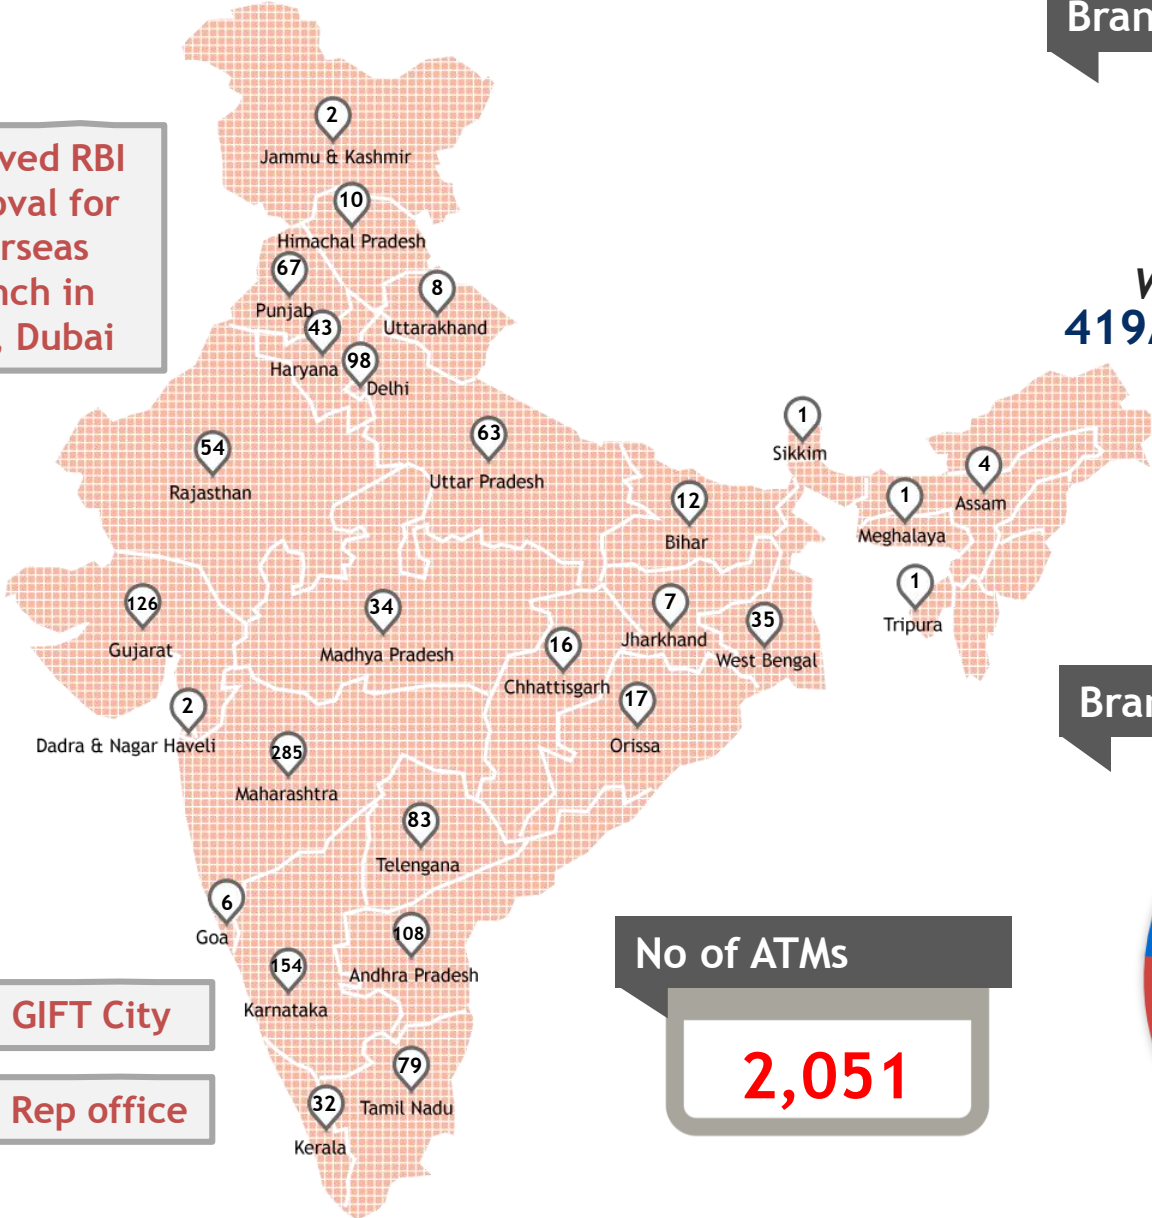 Bran
2
Jammu & Kashmir
ved RBI
oval for
rseas
nch in
, Dubai
10
Himachal Pradesh
67
Punjab
8
Uttarakhand
43
Haryana
98
Delhi
V
419/
54
Rajasthan
63
Uttar Pradesh
1
Sikkim
4
Assam
12
Bihar
1
Meghalaya
1
Tripura
126
Gujarat
34
Madhya Pradesh
7
Jharkhand
35
West Bengal
16
Chhattisgarh
17
Orissa
2
Dadra & Nagar Haveli
285
Maharashtra
Bran
83
Telengana
6
Goa
108
Andhra Pradesh
154
Karnataka
No of ATMs
2,051
GIFT City
Rep office
79
Tamil Nadu
32
Kerala